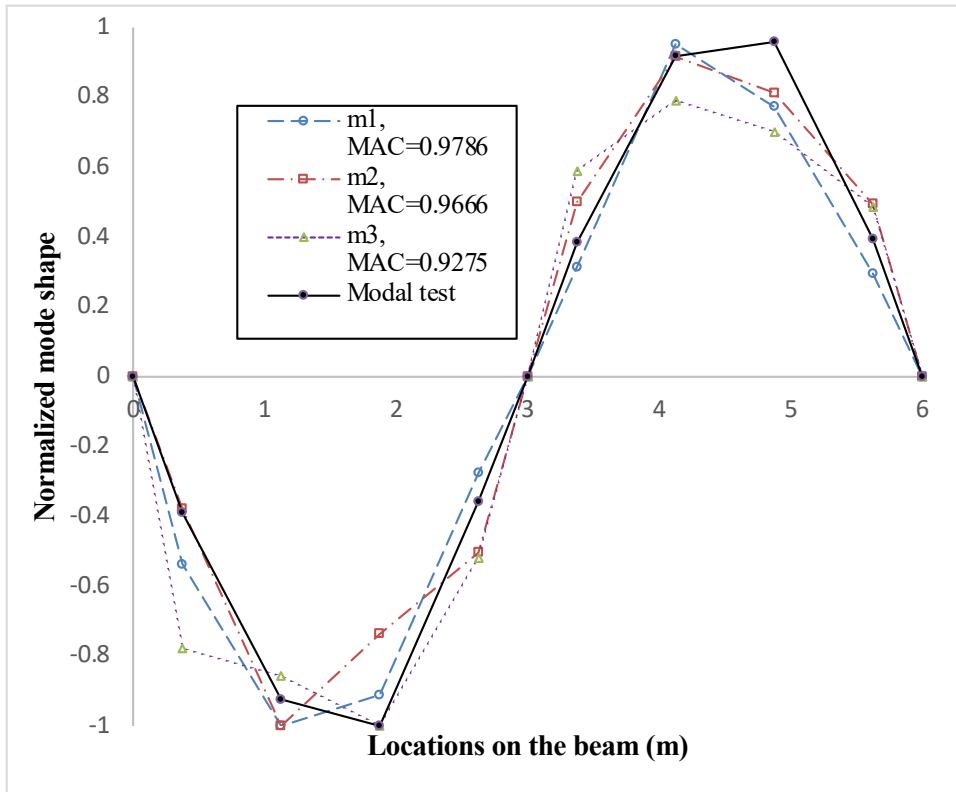 1
0.8
0.6
0.4
0.2
0
-0.2
-0.4
-0.6
-0.8
-1
Normalized mode shape
m1,
MAC=0.9786
m2,
MAC=0.9666
m3,
MAC=0.9275
Modal test
0 1 2 3 4 5 6
Locations on the beam (m)